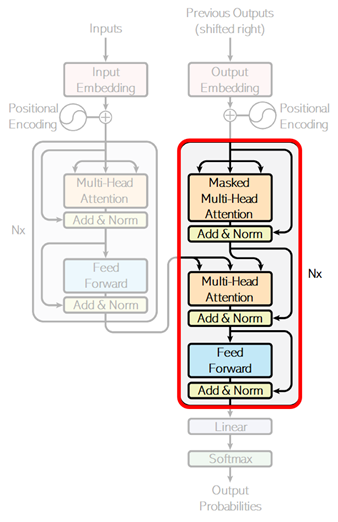 Inputs
Input
Embedding
Positional
Encoding
Nx
Multi-Head
Attention
Add & Norm
Feed
Forward
Add & Norm
Previous Outputs
(shifted right)
Output
Embedding
Positional
Encoding
Masked
Multi-Head
Attention
Add & Norm
Multi-Head
Attention
Add & Norm
Nx
Feed
Forward
Add & Norm
Linear
Softmax
Output
Probabilities